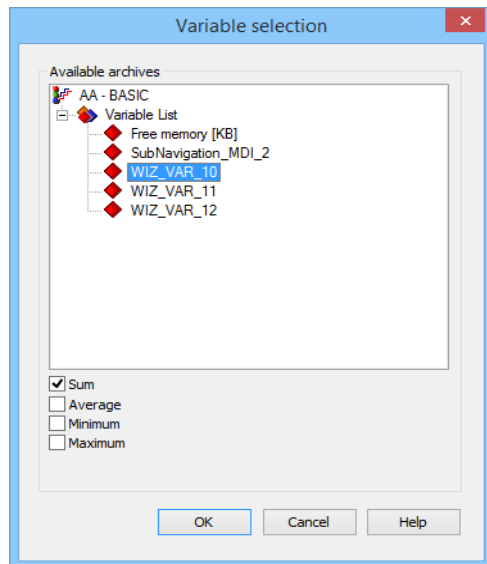 Variable selection
Available archives
AA - BASIC
Variable List
Free memory [KB]
SubNavigation_MDI_2
WIZ_VAR_10
WIZ_VAR_11
WIZ_VAR_12
Sum
Average
Minimum
Maximum
OK Cancel Help